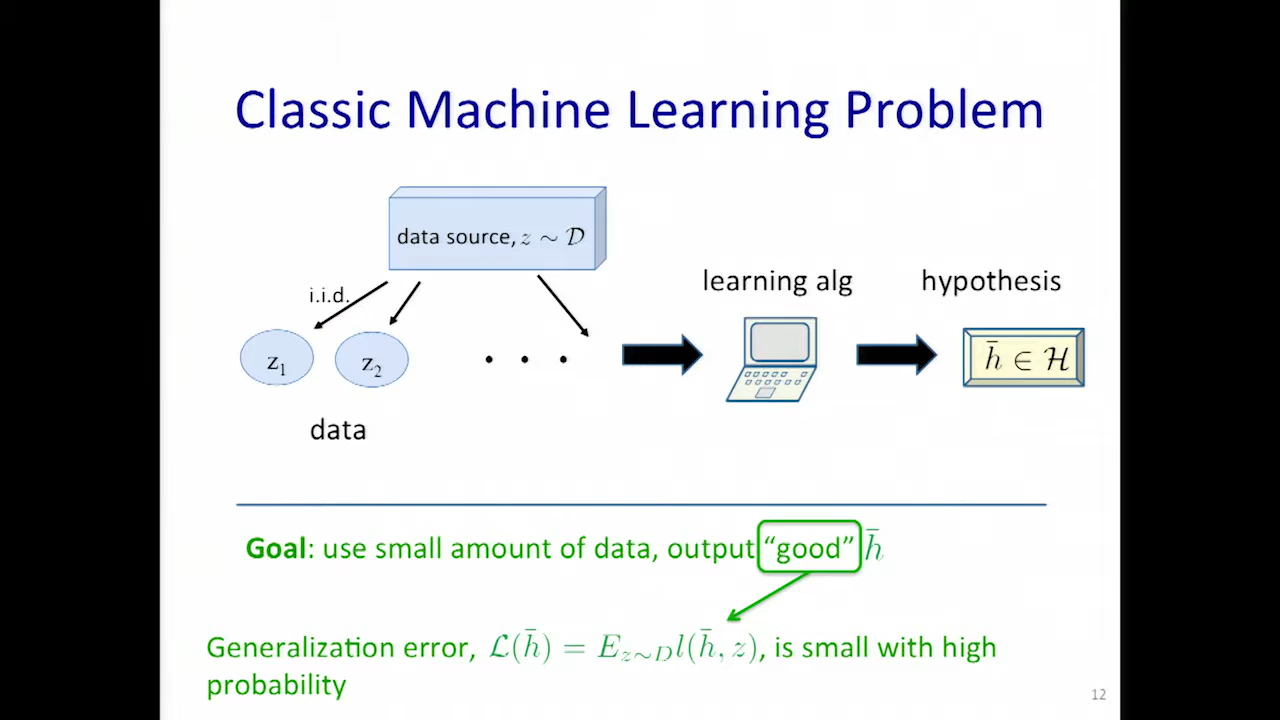 Classic Machine Learning Problem
data source, z ∼ 𝒟
i.i.d.
z₁
z₂
. . .
data
learning alg
hypothesis
h̄ ∈ ℋ
Goal: use small amount of data, output “good” h̄
Generalization error, ℒ(h̄) = E_{z∼D} l(h̄, z), is small with high
probability
12